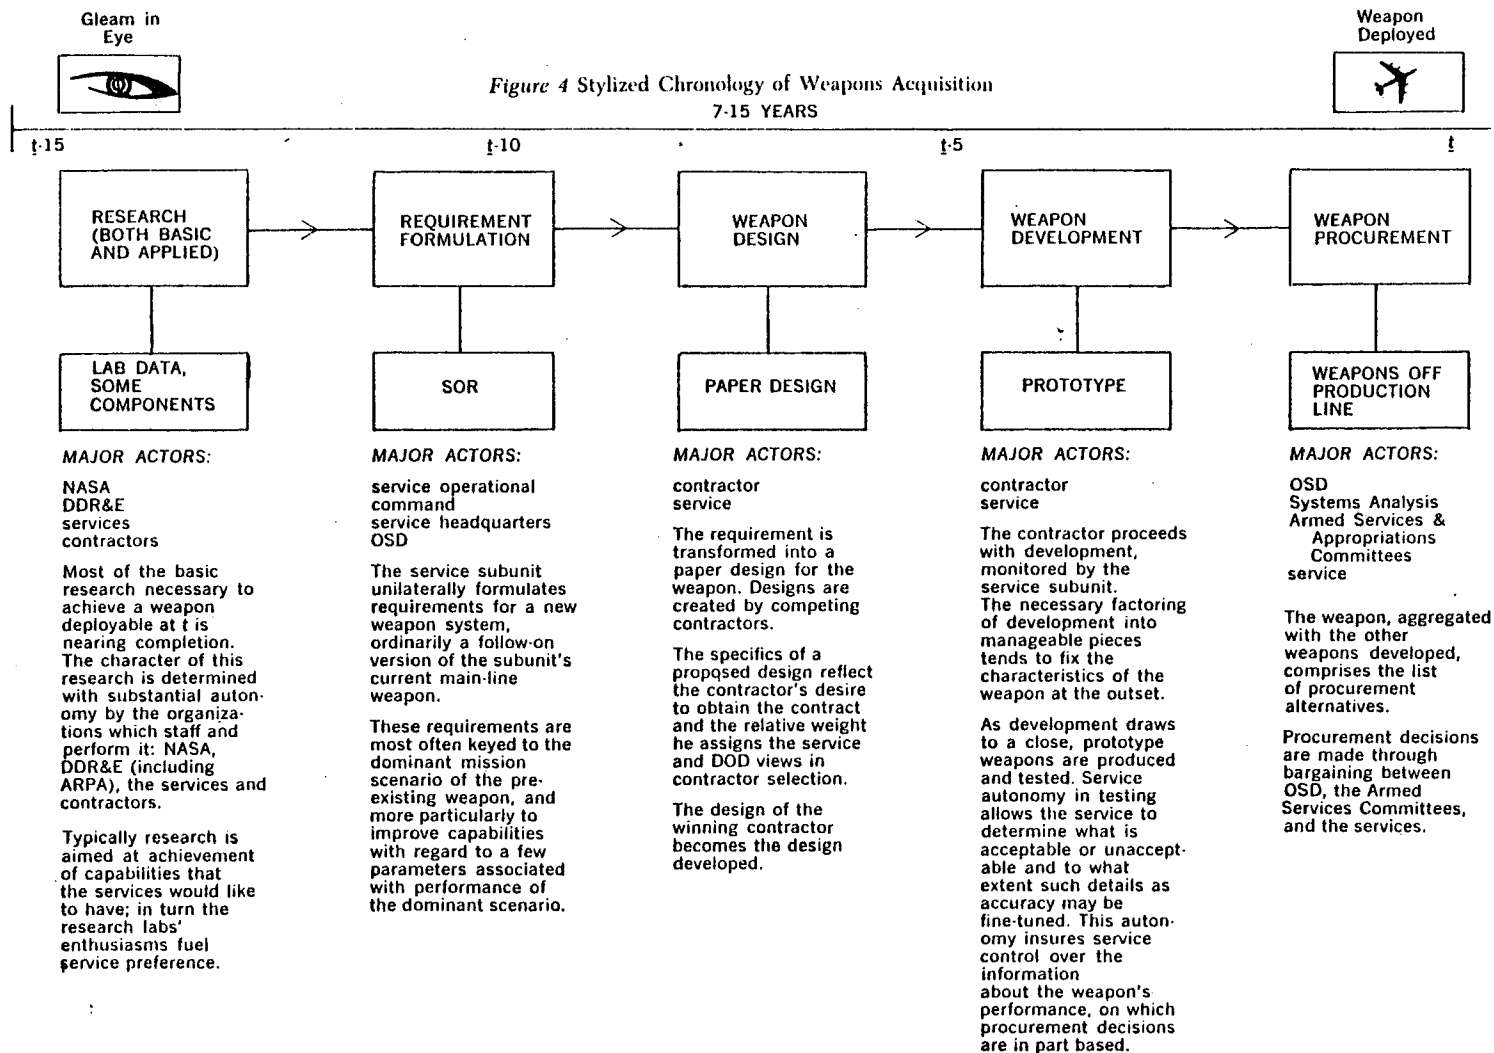 Gleam in
Eye
Weapon
Deployed
Figure 4 Stylized Chronology of Weapons Acquisition
7-15 YEARS
t-15
t-10
t-5
t
RESEARCH
(BOTH BASIC
AND APPLIED)
REQUIREMENT
FORMULATION
WEAPON
DESIGN
WEAPON
DEVELOPMENT
WEAPON
PROCUREMENT
LAB DATA,
SOME
COMPONENTS
SOR
PAPER DESIGN
PROTOTYPE
WEAPONS OFF
PRODUCTION
LINE
MAJOR ACTORS:
NASA
DDR&E
services
contractors
Most of the basic
research necessary to
achieve a weapon
deployable at t is
nearing completion.
The character of this
research is determined
with substantial auton-
omy by the organiza-
tions which staff and
perform it: NASA,
DDR&E (including
ARPA), the services and
contractors.
Typically research is
aimed at achievement
of capabilities that
the services would like
to have; in turn the
research labs'
enthusiasms fuel
service preference.
MAJOR ACTORS:
service operational
command
service headquarters
OSD
The service subunit
unilaterally formulates
requirements for a new
weapon system,
ordinarily a follow-on
version of the subunit's
current main-line
weapon.
These requirements are
most often keyed to the
dominant mission
scenario of the pre-
existing weapon, and
more particularly to
improve capabilities
with regard to a few
parameters associated
with performance of
the dominant scenario.
MAJOR ACTORS:
contractor
service
The requirement is
transformed into a
paper design for the
weapon. Designs are
created by competing
contractors.
The specifics of a
proposed design reflect
the contractor's desire
to obtain the contract
and the relative weight
he assigns the service
and DOD views in
contractor selection.
The design of the
winning contractor
becomes the design
developed.
MAJOR ACTORS:
contractor
service
The contractor proceeds
with development,
monitored by the
service subunit.
The necessary factoring
of development into
manageable pieces
tends to fix the
characteristics of the
weapon at the outset.
As development draws
to a close, prototype
weapons are produced
and tested. Service
autonomy in testing
allows the service to
determine what is
acceptable or unaccept-
able and to what
extent such details as
accuracy may be
fine-tuned. This auton-
omy insures service
control over the
information
about the weapon's
performance, on which
procurement decisions
are in part based.
MAJOR ACTORS:
OSD
Systems Analysis
Armed Services &
Appropriations
Committees
service
The weapon, aggregated
with the other
weapons developed,
comprises the list
of procurement
alternatives.
Procurement decisions
are made through
bargaining between
OSD, the Armed
Services Committees,
and the services.